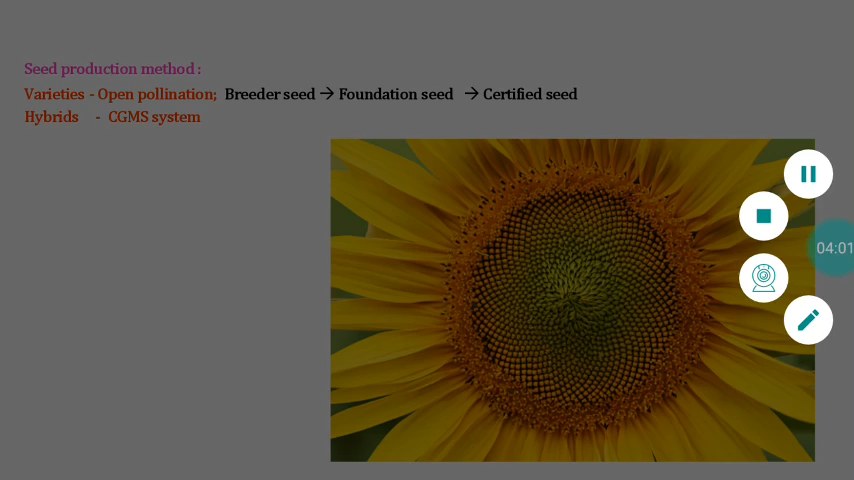 Seed production method :
Varieties - Open pollination; Breeder seed → Foundation seed → Certified seed
Hybrids - CGMS system
04:01